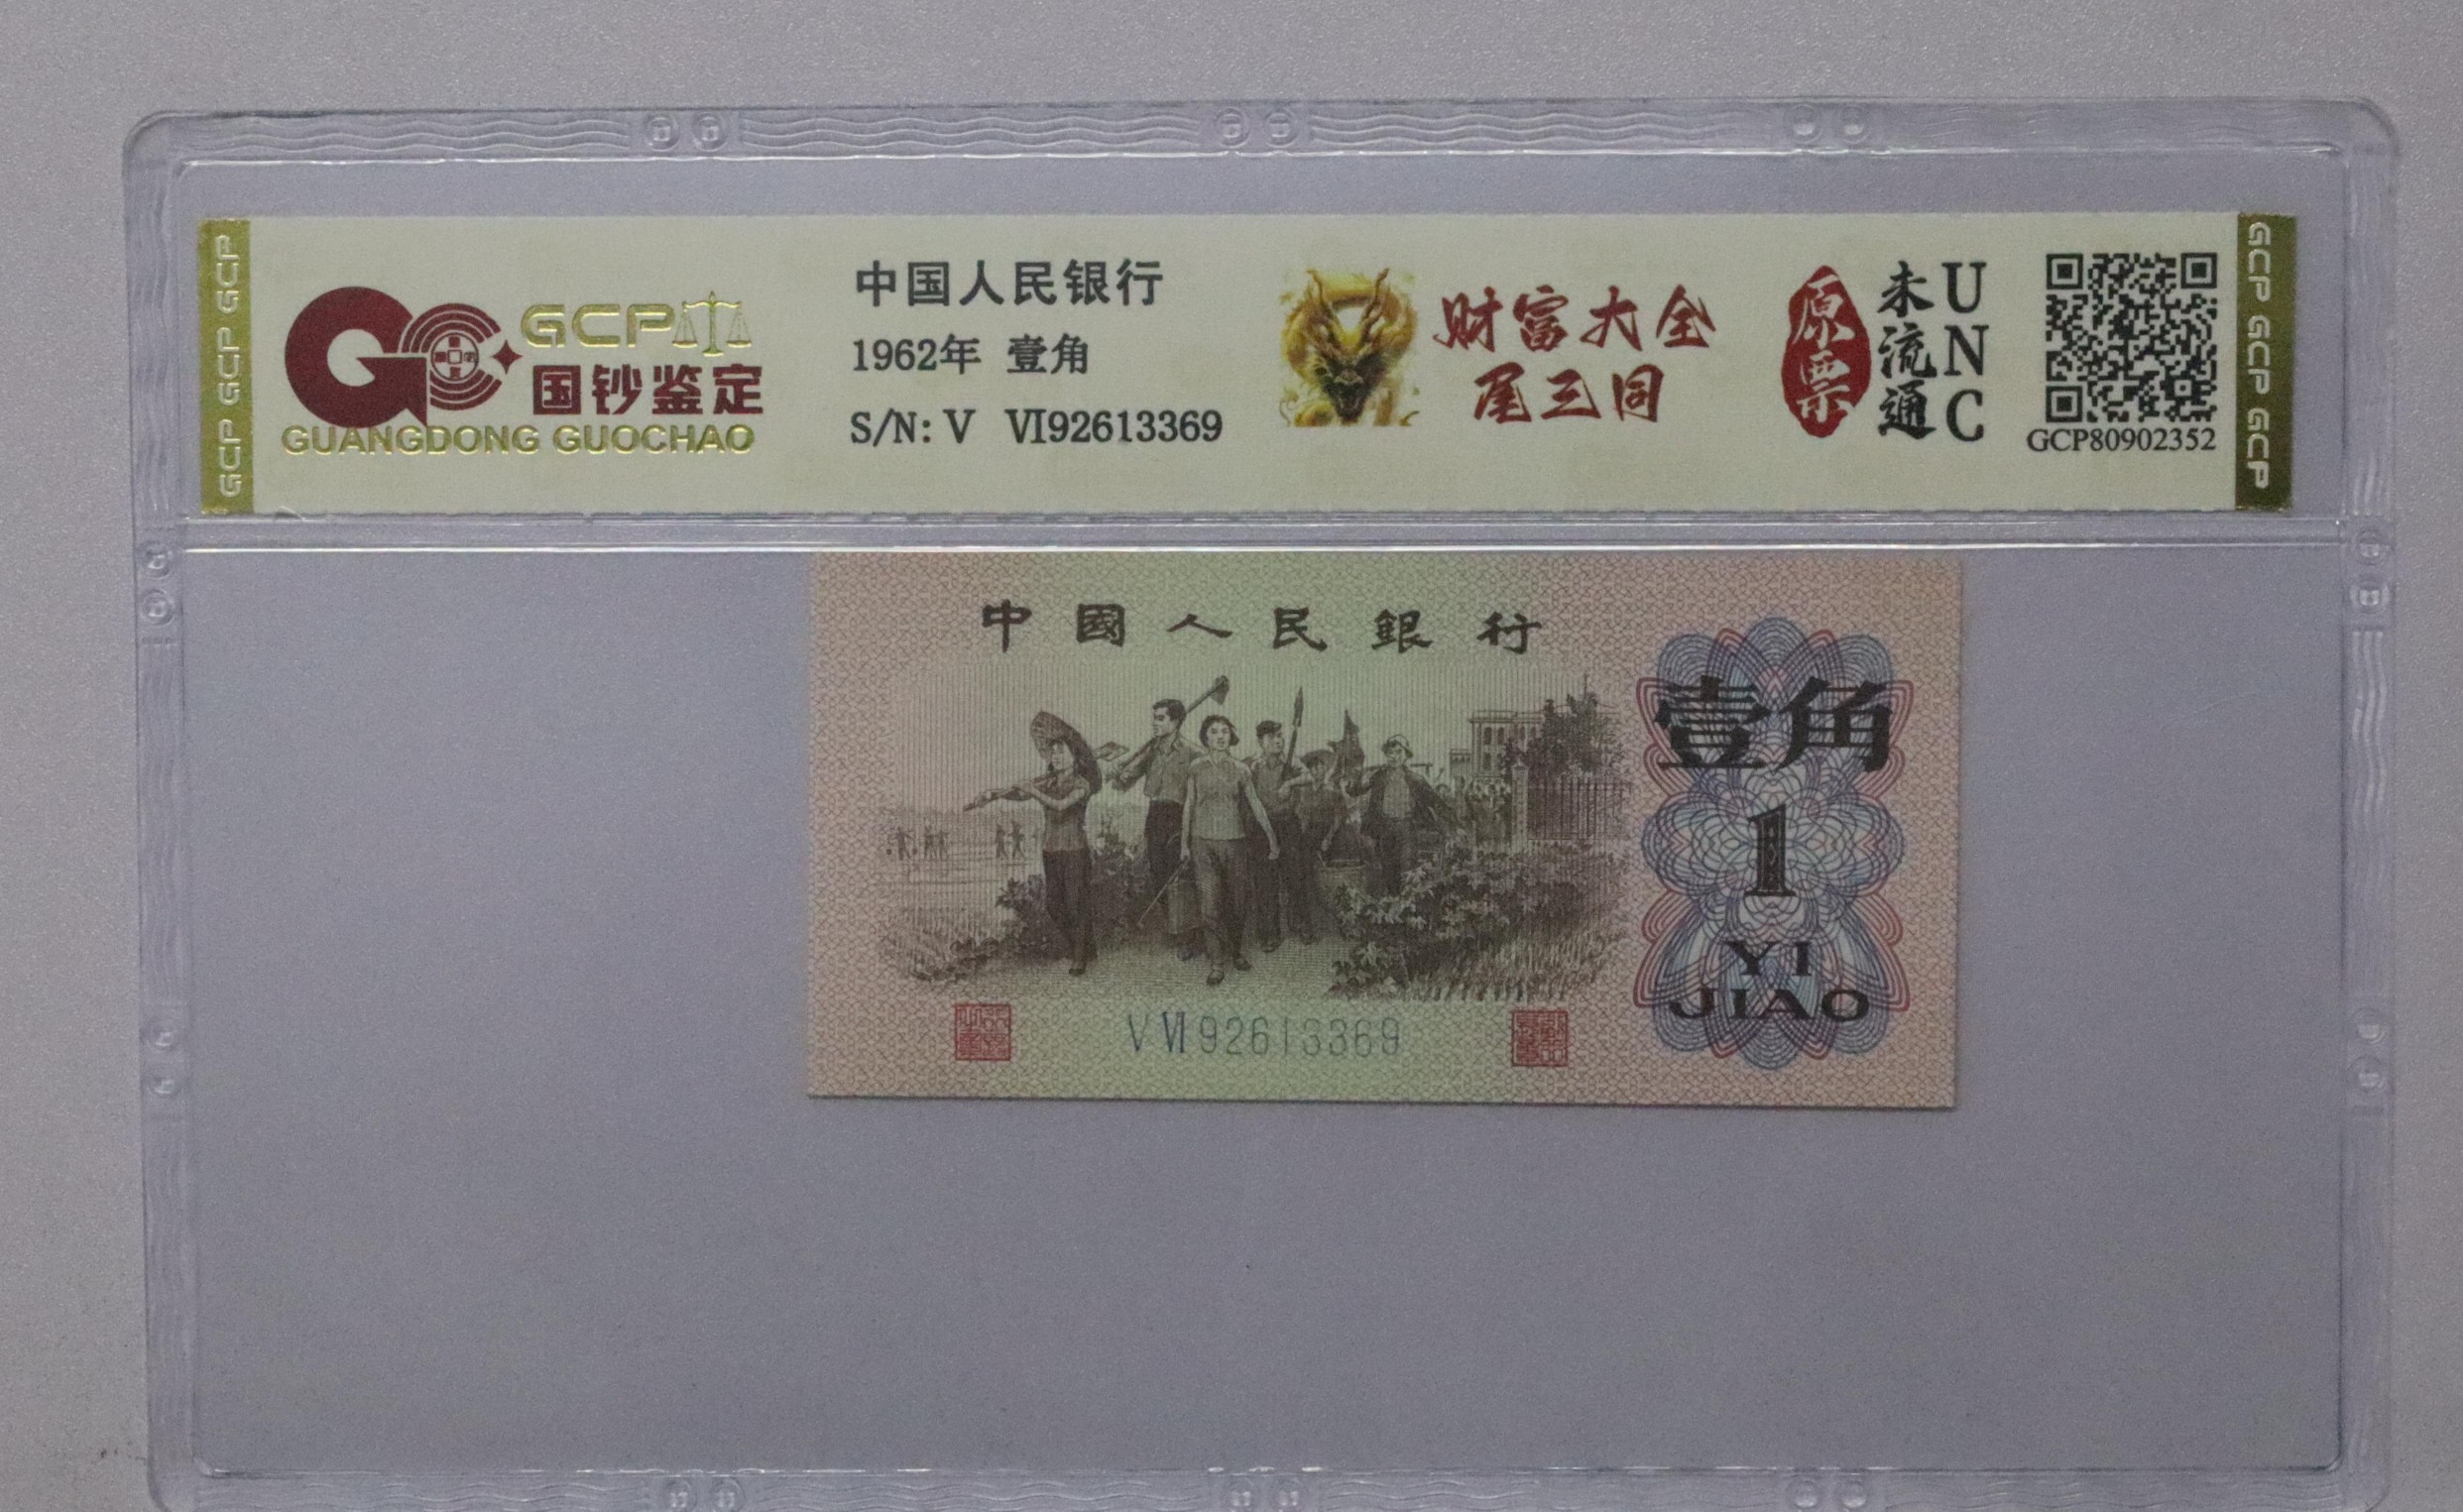 GCP GCP GCP
GCP
国钞鉴定
GUANGDONG GUOCHAO
中国人民银行
1962年 壹角
S/N: V VI92613369
财富大全
尾三同
原票
未流通
UNC
GCP80902352
GCP GCP GCP
中國人民銀行
壹角
1
YI
JIAO
V VI 92613369